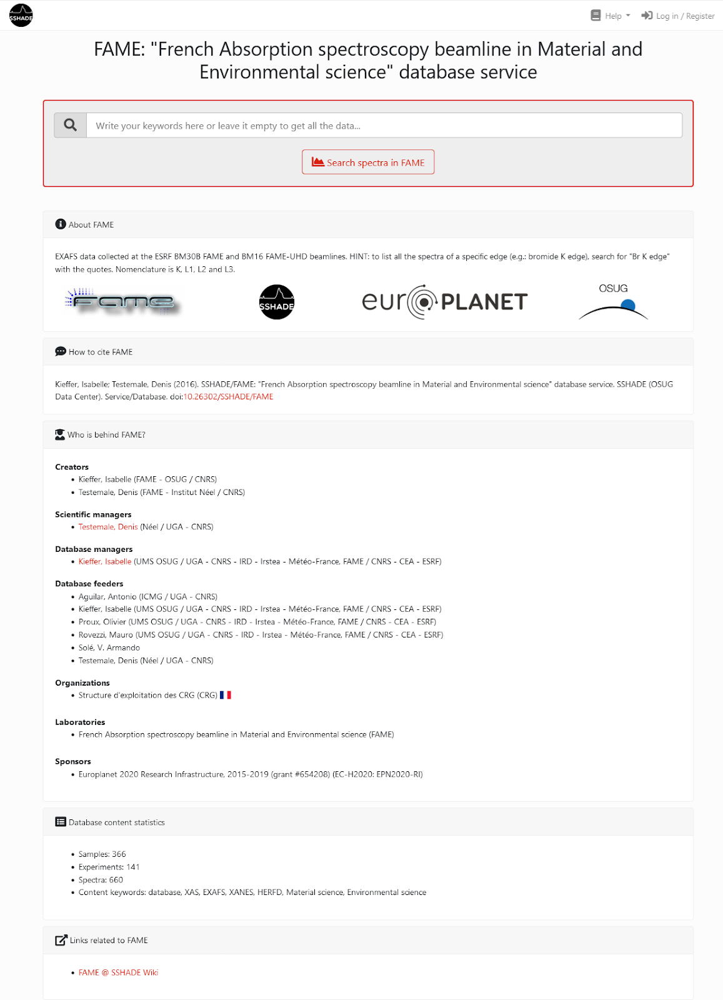 SSHADE
Help
Log in / Register
FAME: "French Absorption spectroscopy beamline in Material and
Environmental science" database service
Write your keywords here or leave it empty to get all the data...
Search spectra in FAME
About FAME
EXAFS data collected at the ESRF BM30B FAME and BM16 FAME-UHD beamlines. HINT: to list all the spectra of a specific edge (e.g.: bromide K edge), search for "Br K edge"
with the quotes. Nomenclature is K, L1, L2 and L3.
Fame
SSHADE
euroPLANET
OSUG
How to cite FAME
Kieffer, Isabelle; Testemale, Denis (2016). SSHADE/FAME: "French Absorption spectroscopy beamline in Material and Environmental science" database service. SSHADE (OSUG
Data Center). Service/Database. doi:10.26302/SSHADE/FAME
Who is behind FAME?
Creators
• Kieffer, Isabelle (FAME - OSUG / CNRS)
• Testemale, Denis (FAME - Institut Néel / CNRS)
Scientific managers
• Testemale, Denis (Néel / UGA - CNRS)
Database managers
• Kieffer, Isabelle (UMS OSUG / UGA - CNRS - IRD - Irstea - Météo-France, FAME / CNRS - CEA - ESRF)
Database feeders
• Aguilar, Antonio (ICMG / UGA - CNRS)
• Kieffer, Isabelle (UMS OSUG / UGA - CNRS - IRD - Irstea - Météo-France, FAME / CNRS - CEA - ESRF)
• Proux, Olivier (UMS OSUG / UGA - CNRS - IRD - Irstea - Météo-France, FAME / CNRS - CEA - ESRF)
• Rovezzi, Mauro (UMS OSUG / UGA - CNRS - IRD - Irstea - Météo-France, FAME / CNRS - CEA - ESRF)
• Solé, V. Armando
• Testemale, Denis (Néel / UGA - CNRS)
Organizations
• Structure d'exploitation des CRG (CRG)
Laboratories
• French Absorption spectroscopy beamline in Material and Environmental science (FAME)
Sponsors
• Europlanet 2020 Research Infrastructure, 2015-2019 (grant #654208) (EC-H2020: EPN2020-RI)
Database content statistics
• Samples: 366
• Experiments: 141
• Spectra: 660
• Content keywords: database, XAS, EXAFS, XANES, HERFD, Material science, Environmental science
Links related to FAME
• FAME @ SSHADE Wiki